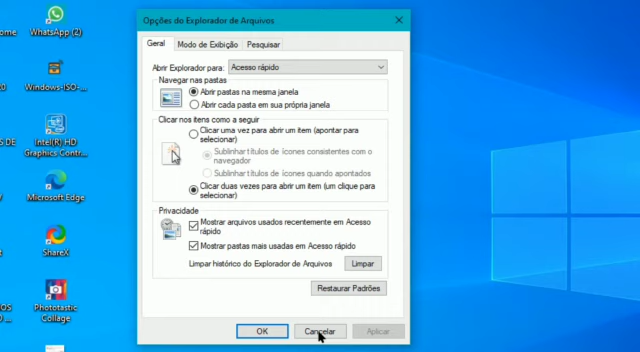 Opções do Explorador de Arquivos
Geral
Modo de Exibição
Pesquisar
Abrir Explorador para:
Acesso rápido
Navegar nas pastas
Abrir pastas na mesma janela
Abrir cada pasta em sua própria janela
Clicar nos itens como a seguir
Clicar uma vez para abrir um item (apontar para
selecionar)
Sublinhar títulos de ícones consistentes com o
navegador
Sublinhar títulos de ícones quando apontados
Clicar duas vezes para abrir um item (um clique para
selecionar)
Privacidade
Mostrar arquivos usados recentemente em Acesso
rápido
Mostrar pastas mais usadas em Acesso rápido
Limpar histórico do Explorador de Arquivos
Limpar
Restaurar Padrões
OK
Cancelar
Aplicar
ome
WhatsApp (2)
Windows-ISO-...
S DE
Intel(R) HD
Graphics Contr...
Microsoft Edge
ShareX
OS
Phototastic
Collage